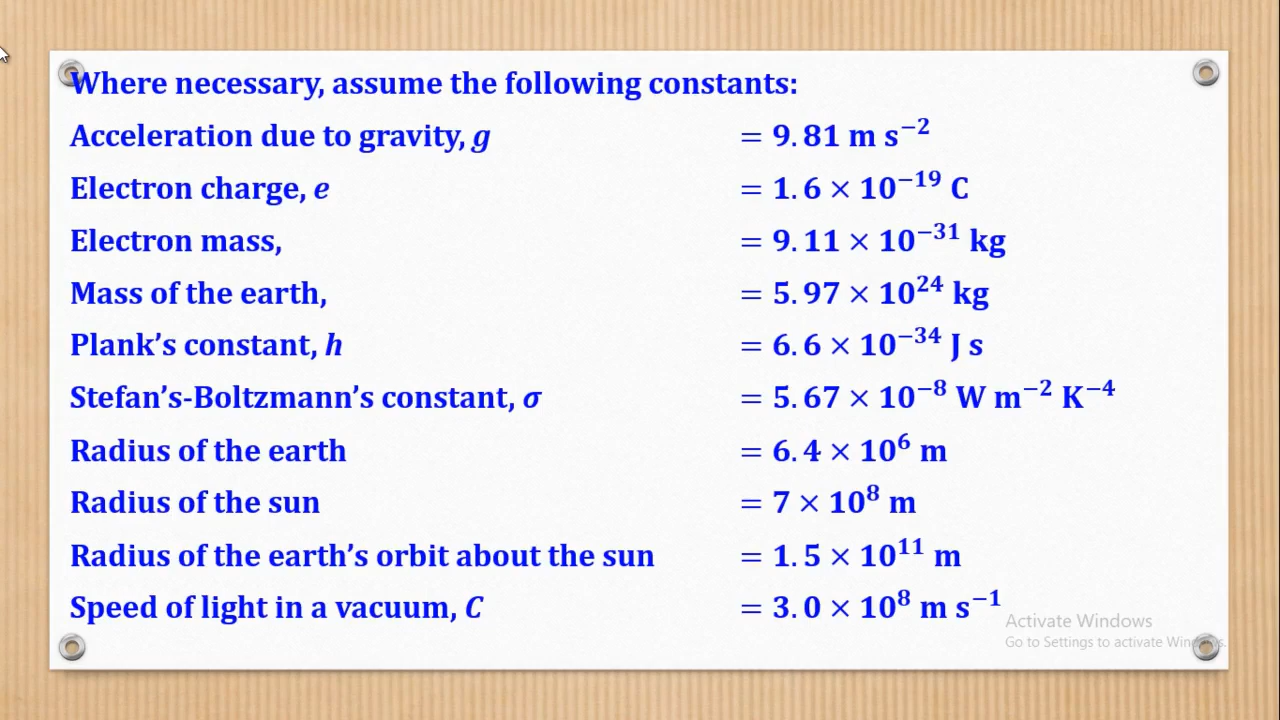 Where necessary, assume the following constants:
Acceleration due to gravity, g = 9.81 m s⁻²
Electron charge, e = 1.6 × 10⁻¹⁹ C
Electron mass, = 9.11 × 10⁻³¹ kg
Mass of the earth, = 5.97 × 10²⁴ kg
Plank’s constant, h = 6.6 × 10⁻³⁴ J s
Stefan’s-Boltzmann’s constant, σ = 5.67 × 10⁻⁸ W m⁻² K⁻⁴
Radius of the earth = 6.4 × 10⁶ m
Radius of the sun = 7 × 10⁸ m
Radius of the earth’s orbit about the sun = 1.5 × 10¹¹ m
Speed of light in a vacuum, C = 3.0 × 10⁸ m s⁻¹
Activate Windows
Go to Settings to activate Windows.